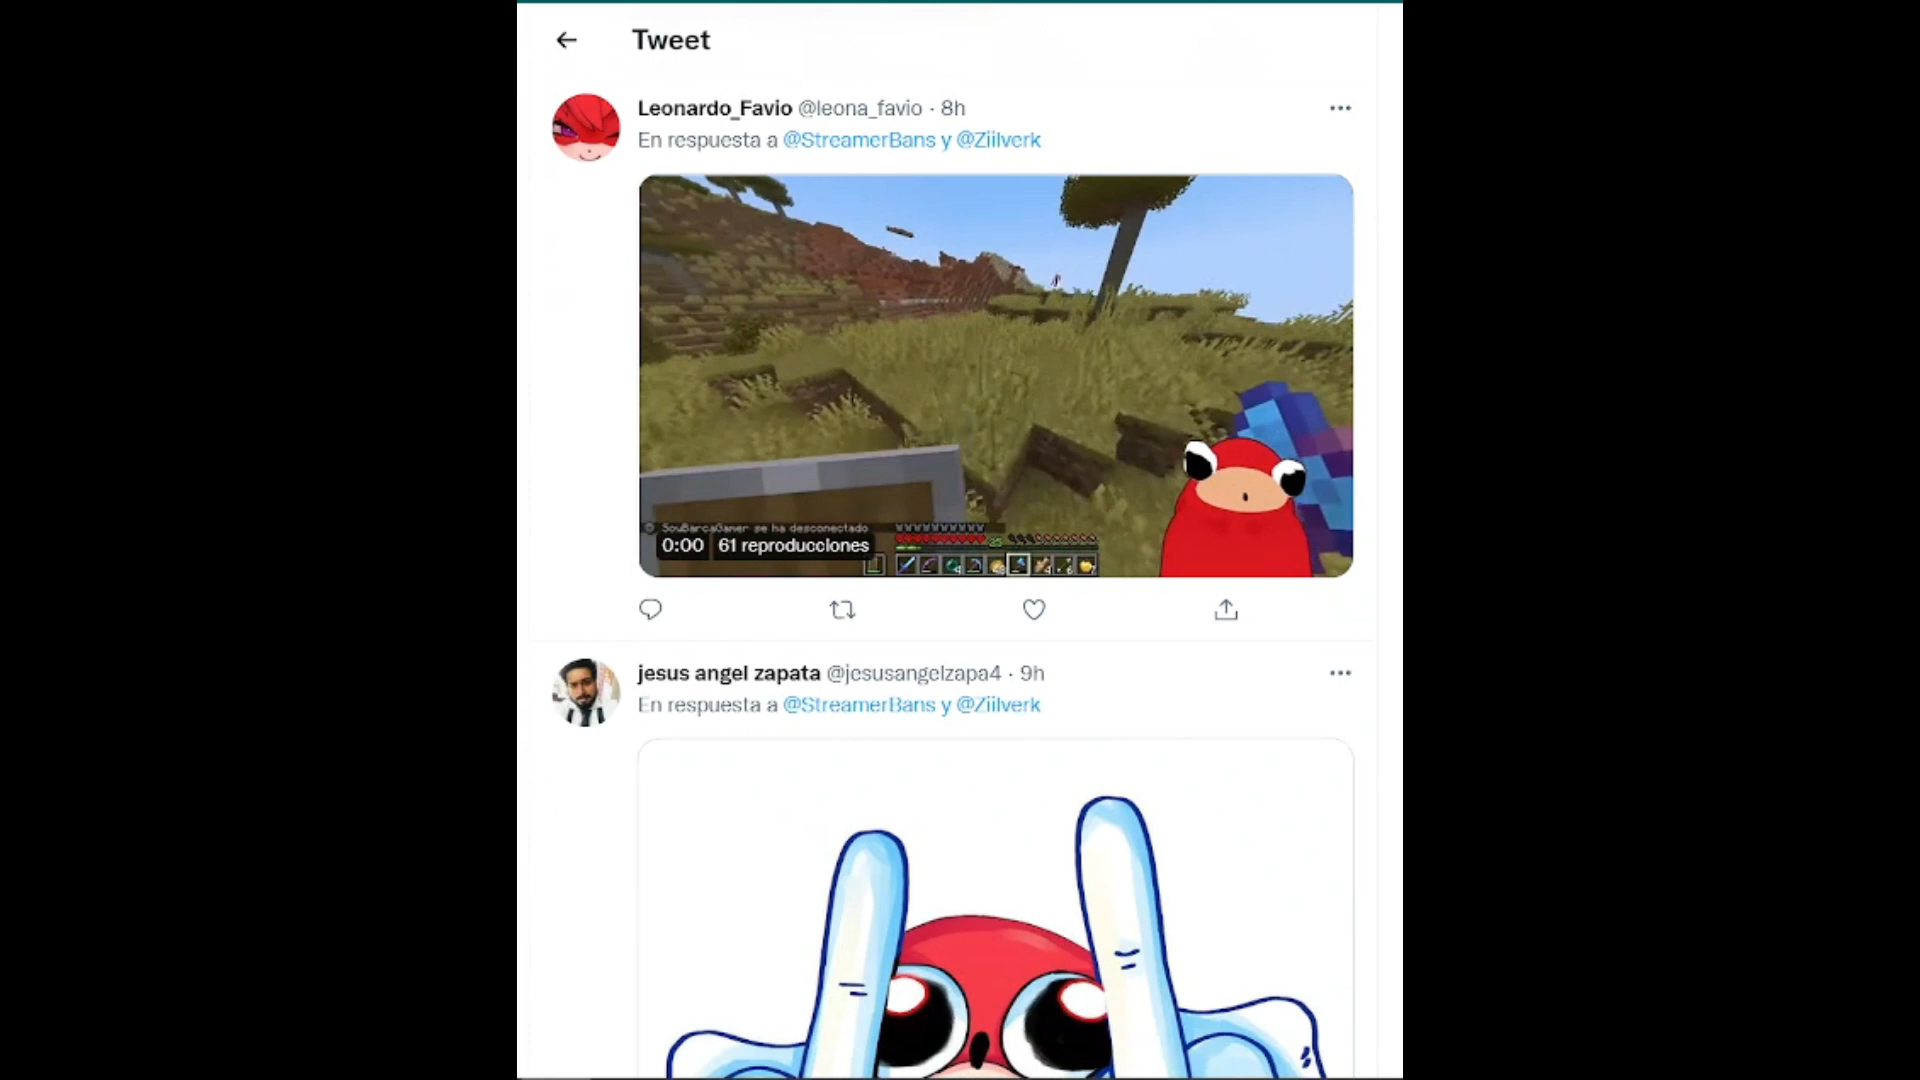 Tweet
Leonardo_Favio @leona_favio · 8h
En respuesta a @StreamerBans y @Ziilverk
SouBarcaGamer se ha desconectado
0:00 61 reproducciones
jesus angel zapata @jesusangelzapa4 · 9h
En respuesta a @StreamerBans y @Ziilverk